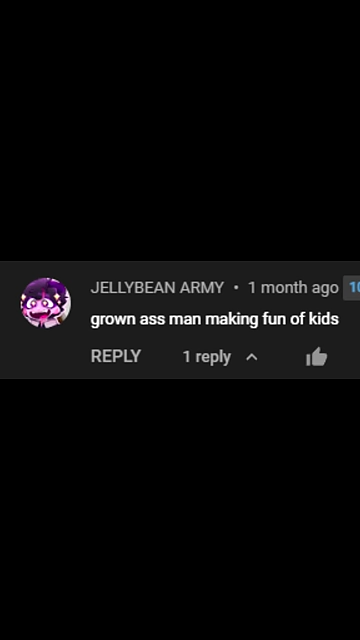 JELLYBEAN ARMY • 1 month ago
grown ass man making fun of kids
REPLY 1 reply